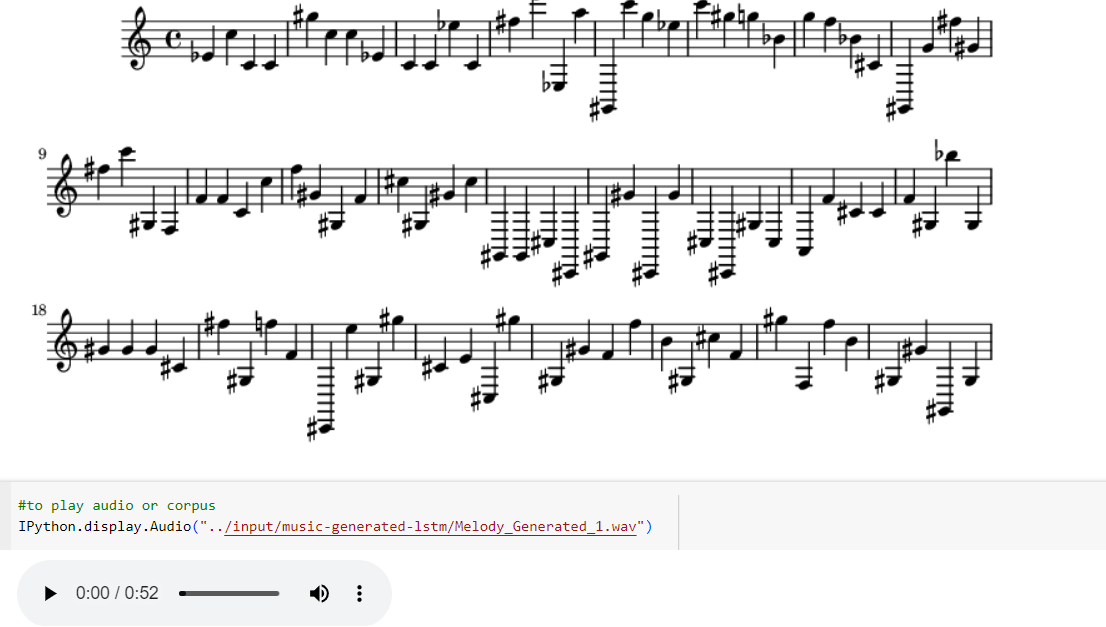 9
18
#to play audio or corpus
IPython.display.Audio("../input/music-generated-lstm/Melody_Generated_1.wav")
0:00 / 0:52